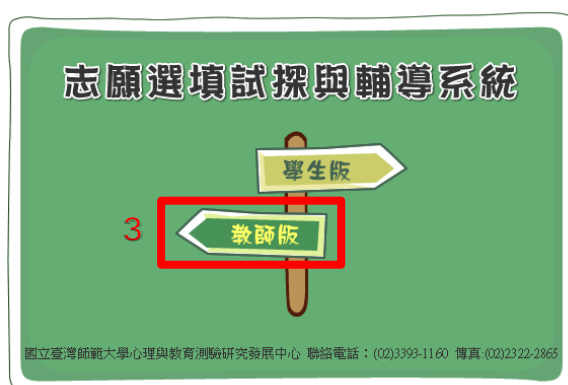 志願選填試探與輔導系統
學生版
3
教師版
國立臺灣師範大學心理與教育測驗研究發展中心 聯絡電話：(02)3393-1160 傳真:(02)2322-2865